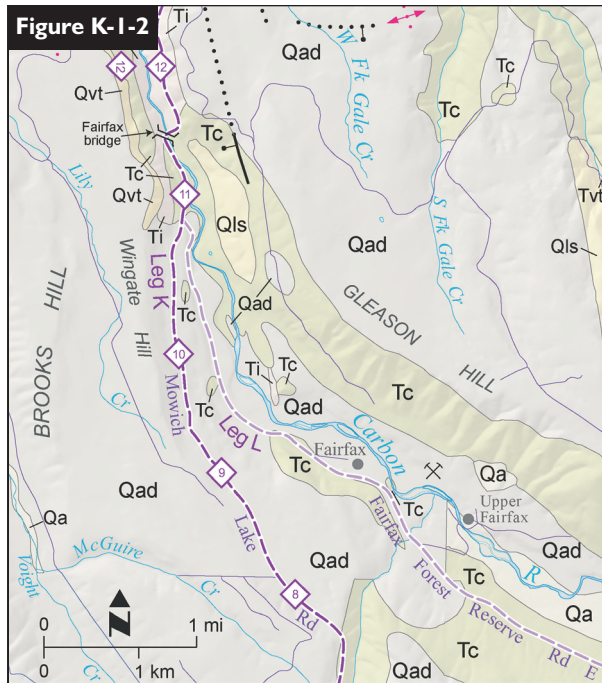 Figure K-1-2
Ti
Qad
W Fk Gale Cr
12
12
Tc
Qvt
Fairfax
bridge
Tc
Lily
Tc
Qvt
11
Qls
S Fk Gale Cr
Tvt
Ti
Qad
Qls
Wingate
Hill
Leg K
Qad
GLEASON
HILL
BROOKS HILL
Tc
10
Ti
Tc
Tc
Cr
Mowich
Tc
Qad
Leg L
Carbon
Fairfax
9
Qa
Qad
Tc
Tc
Upper
Fairfax
Qa
Lake
Fairfax
Qad
McGuire
Qad
R
Voight
Cr
Forest
Tc
8
Qa
N
Rd
Reserve
0
1 mi
Tc
Rd
0
1 km
Cr
Qad
E